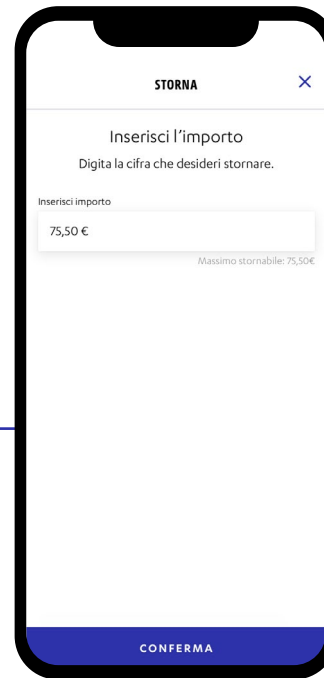 STORNA
Inserisci l’importo
Digita la cifra che desideri stornare.
Inserisci importo
75,50 €
Massimo stornabile: 75,50€
CONFERMA